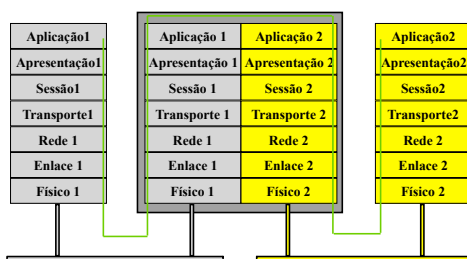 Aplicação1 Aplicação 1 Aplicação 2 Aplicação2
Apresentação1 Apresentação 1 Apresentação 2 Apresentação2
Sessão1 Sessão 1 Sessão 2 Sessão2
Transporte1 Transporte 1 Transporte 2 Transporte2
Rede 1 Rede 1 Rede 2 Rede 2
Enlace 1 Enlace 1 Enlace 2 Enlace 2
Físico 1 Físico 1 Físico 2 Físico 2